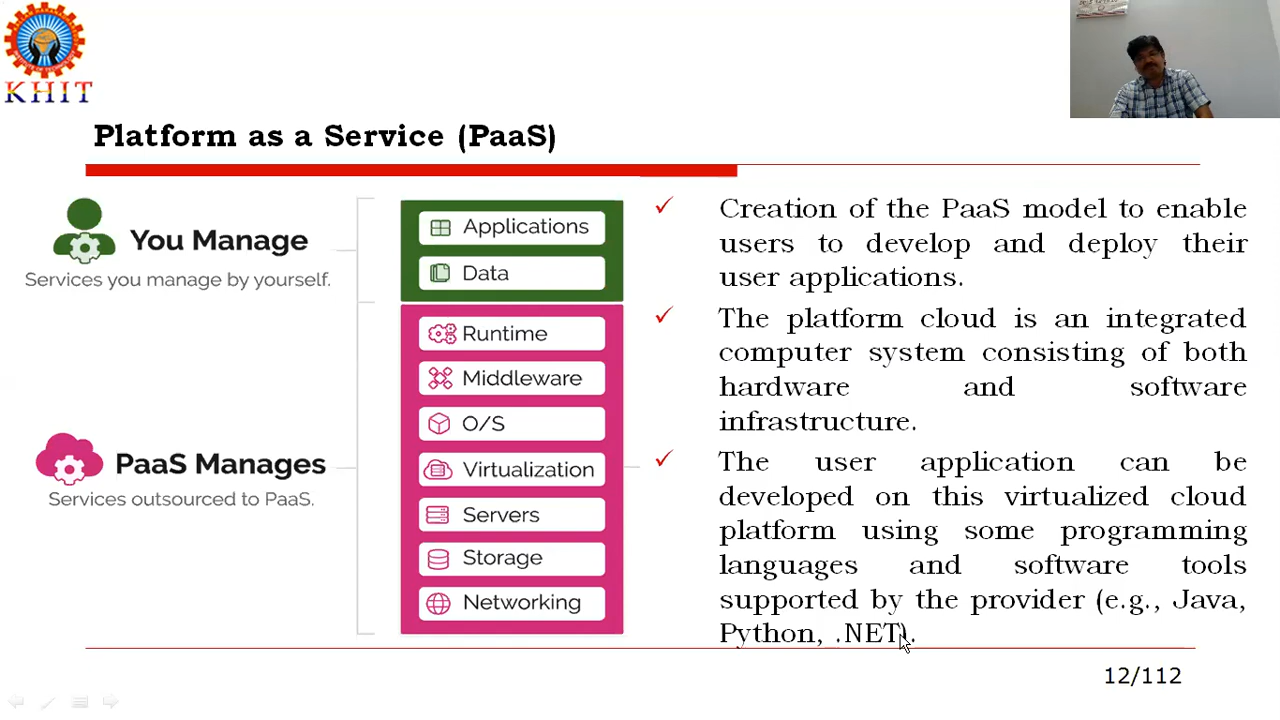 KHIT
Platform as a Service (PaaS)
You Manage
Services you manage by yourself.
PaaS Manages
Services outsourced to PaaS.
Applications
Data
Runtime
Middleware
O/S
Virtualization
Servers
Storage
Networking
Creation of the PaaS model to enable
users to develop and deploy their
user applications.
The platform cloud is an integrated
computer system consisting of both
hardware and software
infrastructure.
The user application can be
developed on this virtualized cloud
platform using some programming
languages and software tools
supported by the provider (e.g., Java,
Python, .NET).
12/112